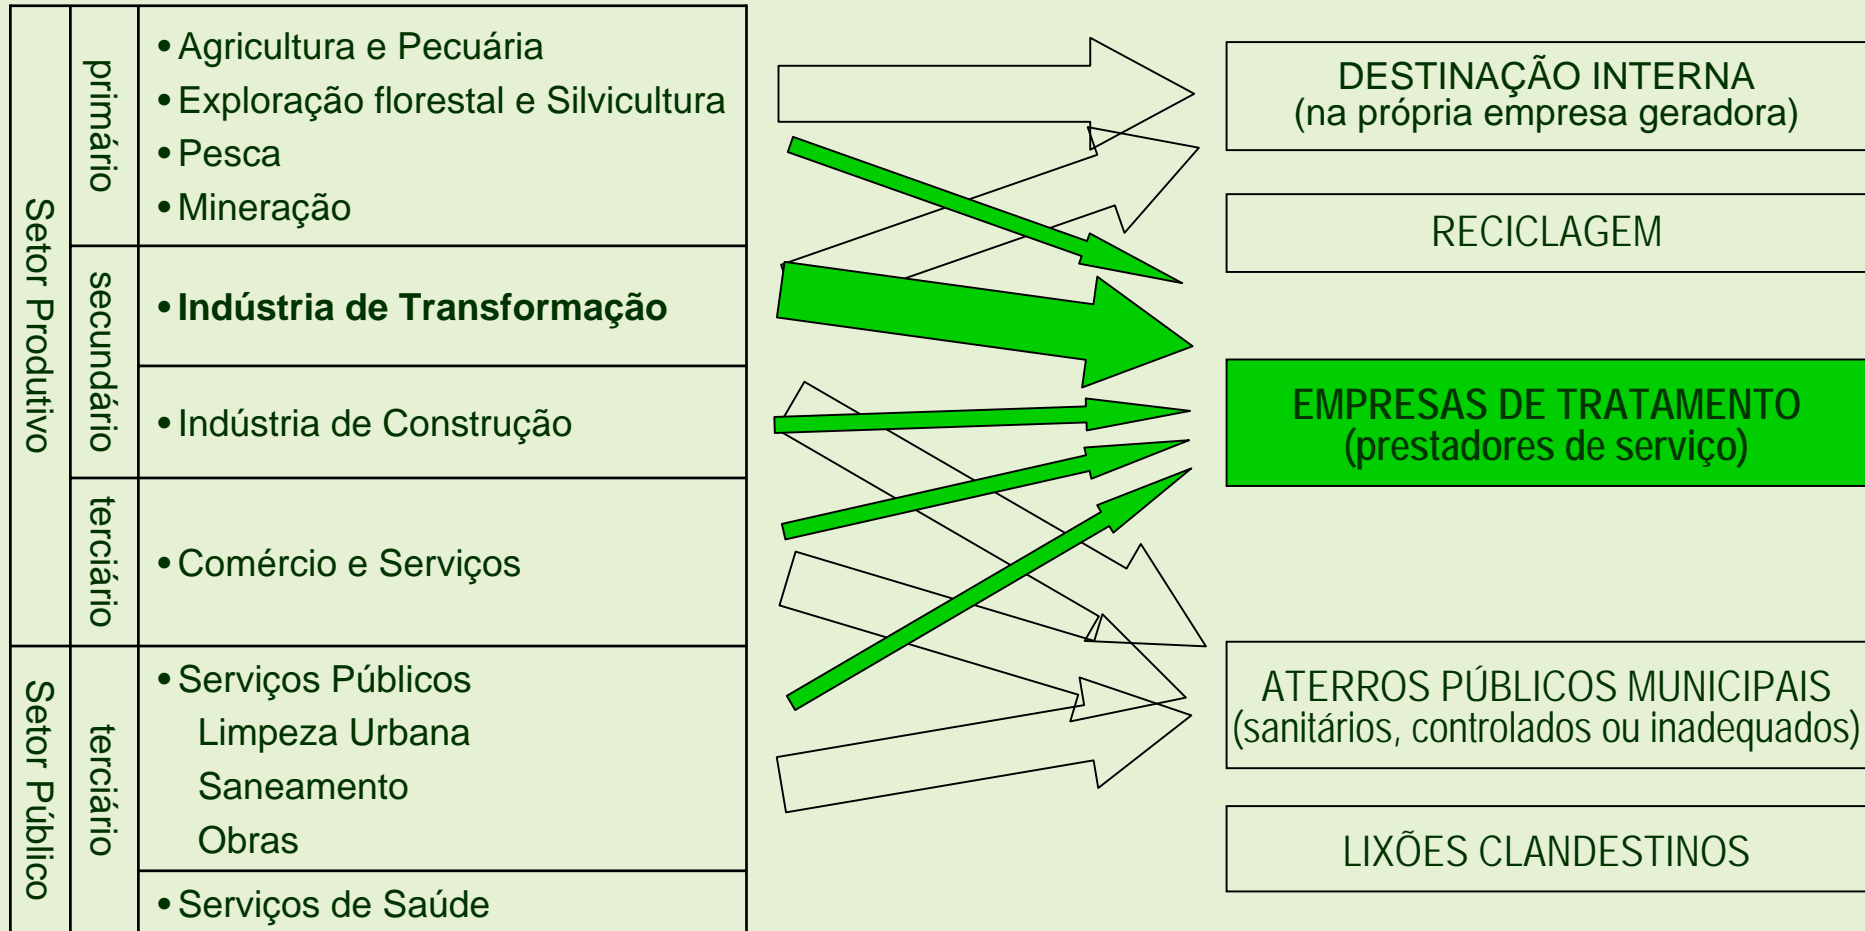 Setor Produtivo
primário
• Agricultura e Pecuária
• Exploração florestal e Silvicultura
• Pesca
• Mineração
secundário
• Indústria de Transformação
• Indústria de Construção
terciário
• Comércio e Serviços
Setor Público
terciário
• Serviços Públicos
Limpeza Urbana
Saneamento
Obras
• Serviços de Saúde
DESTINAÇÃO INTERNA
(na própria empresa geradora)
RECICLAGEM
EMPRESAS DE TRATAMENTO
(prestadores de serviço)
ATERROS PÚBLICOS MUNICIPAIS
(sanitários, controlados ou inadequados)
LIXÕES CLANDESTINOS